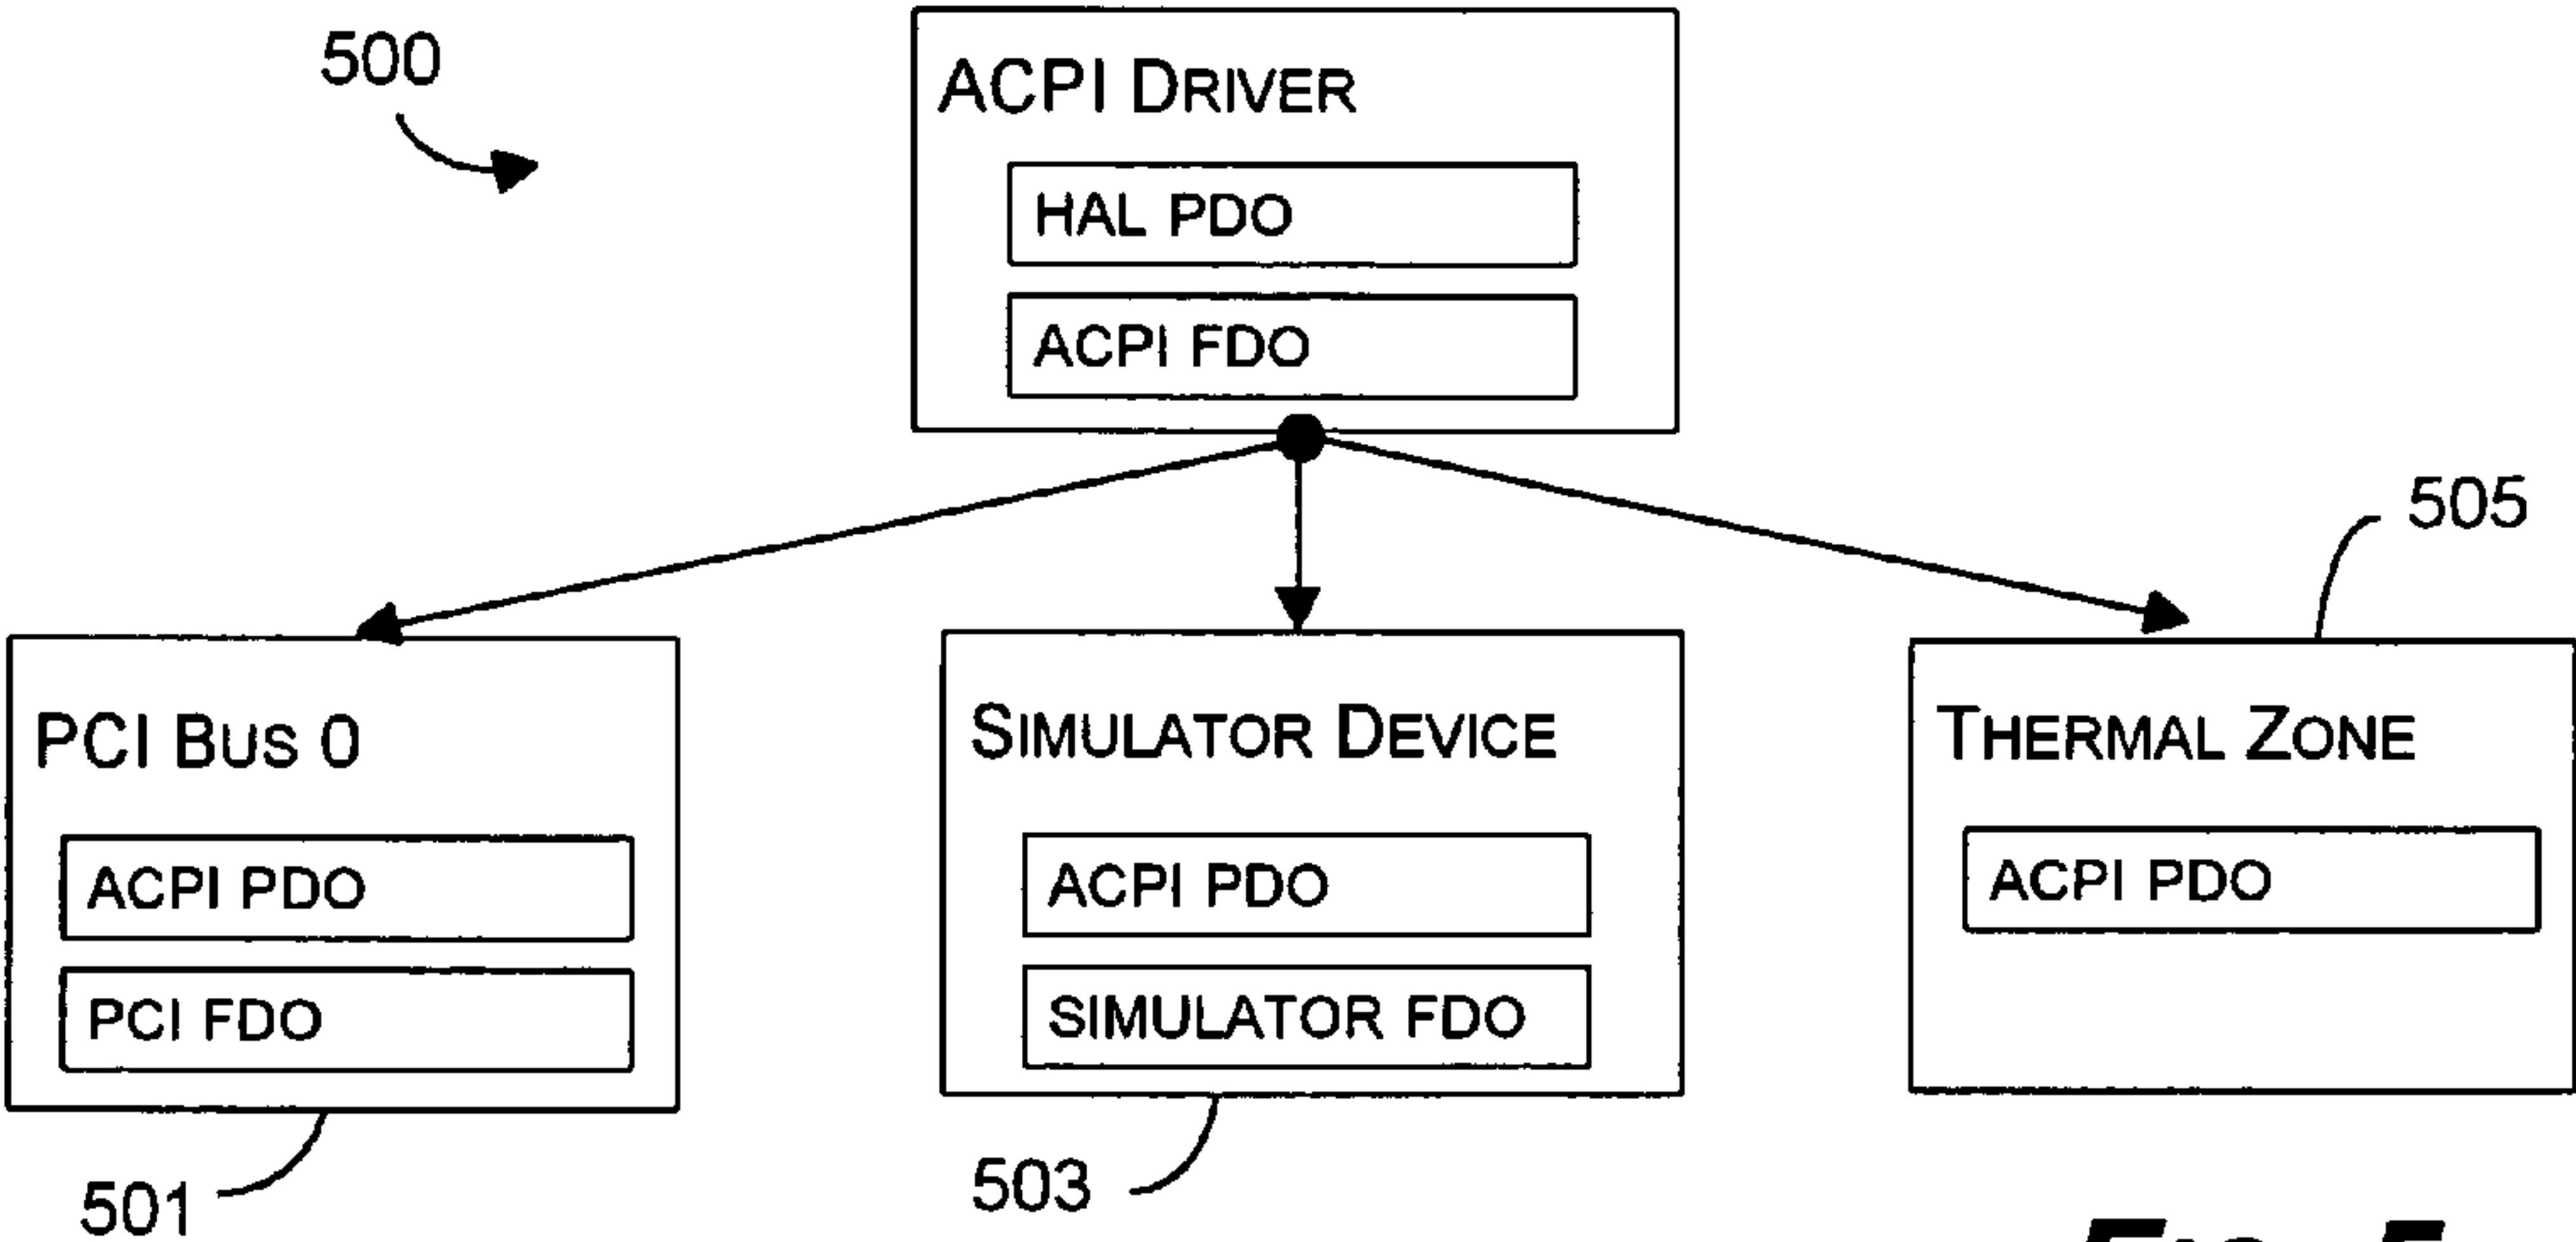 500
ACPI DRIVER
HAL PDO
ACPI FDO
505
PCI BUS 0
ACPI PDO
PCI FDO
501
SIMULATOR DEVICE
ACPI PDO
SIMULATOR FDO
503
THERMAL ZONE
ACPI PDO